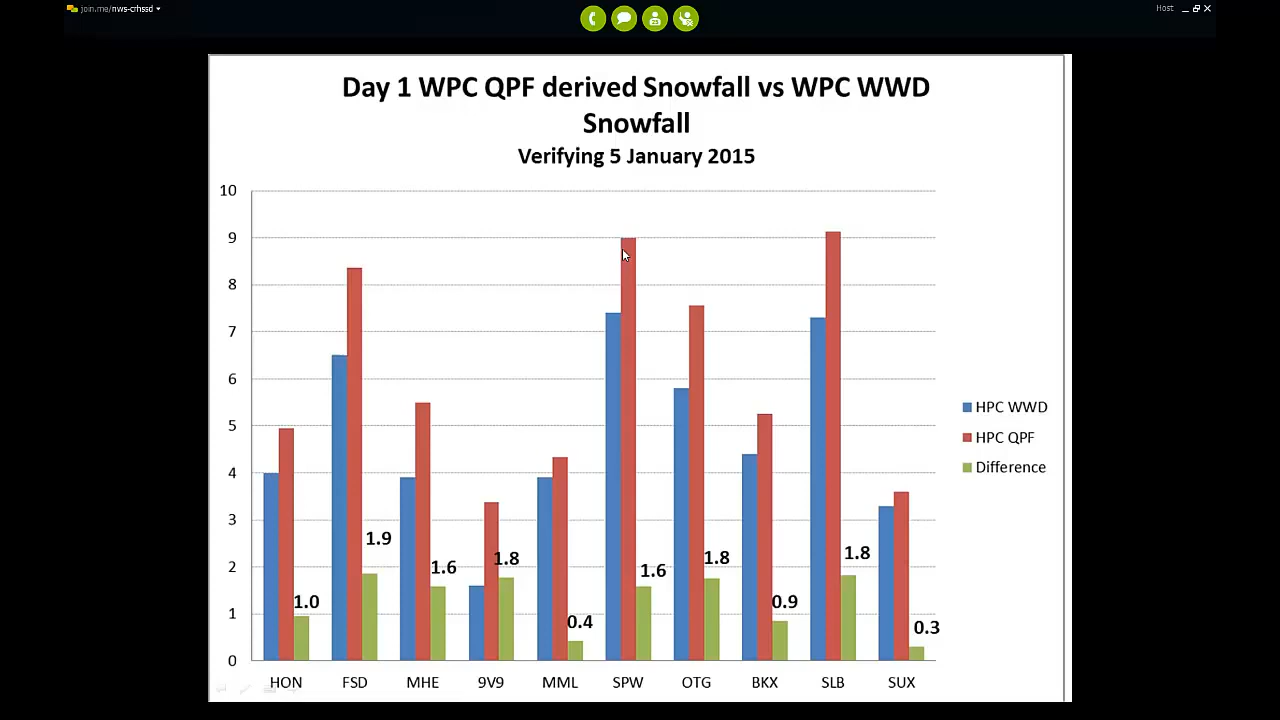 join.me/nws-crhssd
Host
Day 1 WPC QPF derived Snowfall vs WPC WWD
Snowfall
Verifying 5 January 2015
10
9
8
7
6
5
4
3
2
1
0
1.0
1.9
1.6
1.8
0.4
1.6
1.8
0.9
1.8
0.3
HON FSD MHE 9V9 MML SPW OTG BKX SLB SUX
HPC WWD
HPC QPF
Difference